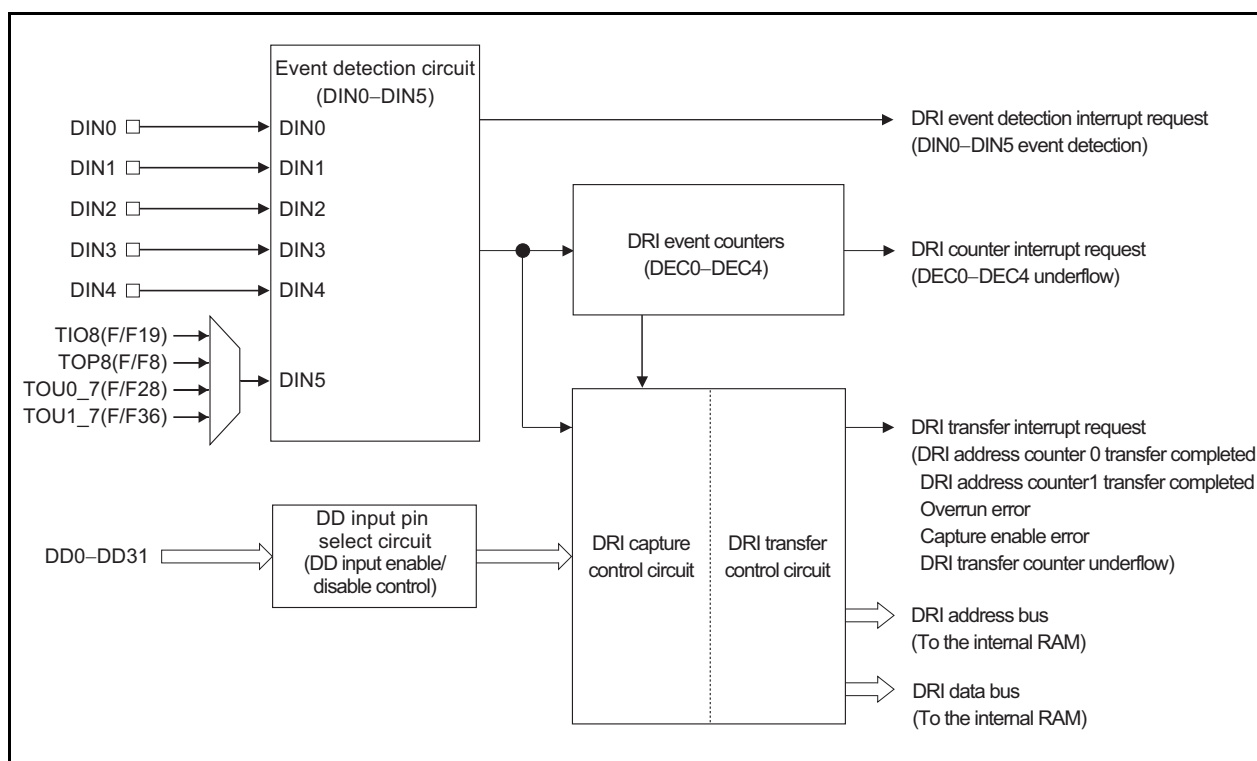 Event detection circuit
(DIN0–DIN5)
DIN0
DIN0
DRI event detection interrupt request
(DIN0–DIN5 event detection)
DIN1
DIN1
DIN2
DIN2
DIN3
DIN3
DRI event counters
(DEC0–DEC4)
DRI counter interrupt request
(DEC0–DEC4 underflow)
DIN4
DIN4
TIO8(F/F19)
TOP8(F/F8)
TOU0_7(F/F28)
TOU1_7(F/F36)
DIN5
DRI transfer interrupt request
(DRI address counter 0 transfer completed
DRI address counter1 transfer completed
Overrun error
Capture enable error
DRI transfer counter underflow)
DD0–DD31
DD input pin
select circuit
(DD input enable/
disable control)
DRI capture
control circuit
DRI transfer
control circuit
DRI address bus
(To the internal RAM)
DRI data bus
(To the internal RAM)